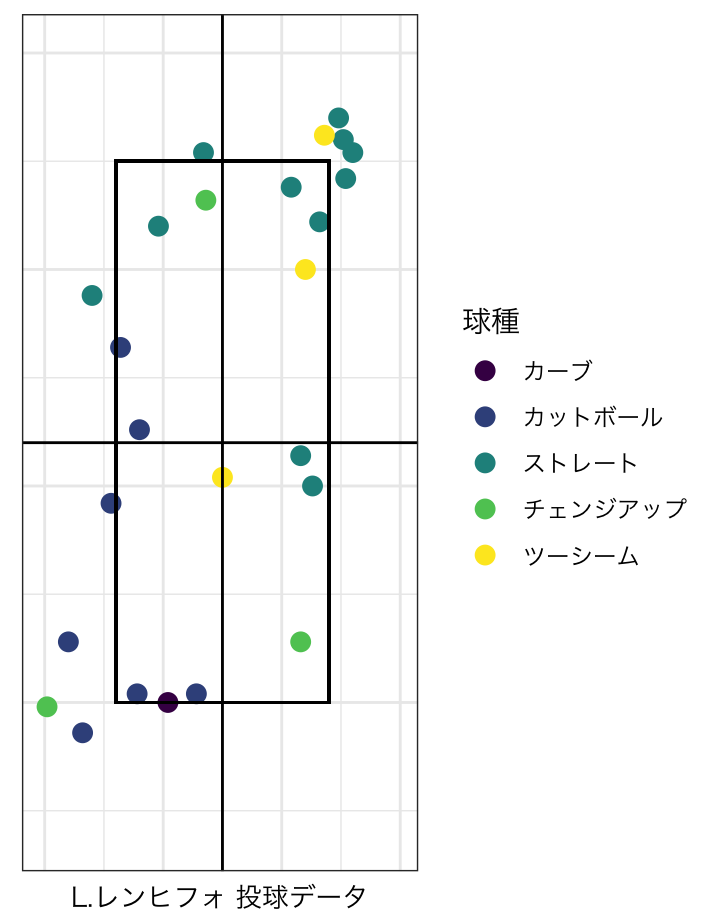 球種
カーブ
カットボール
ストレート
チェンジアップ
ツーシーム
L.レンヒフォ 投球データ